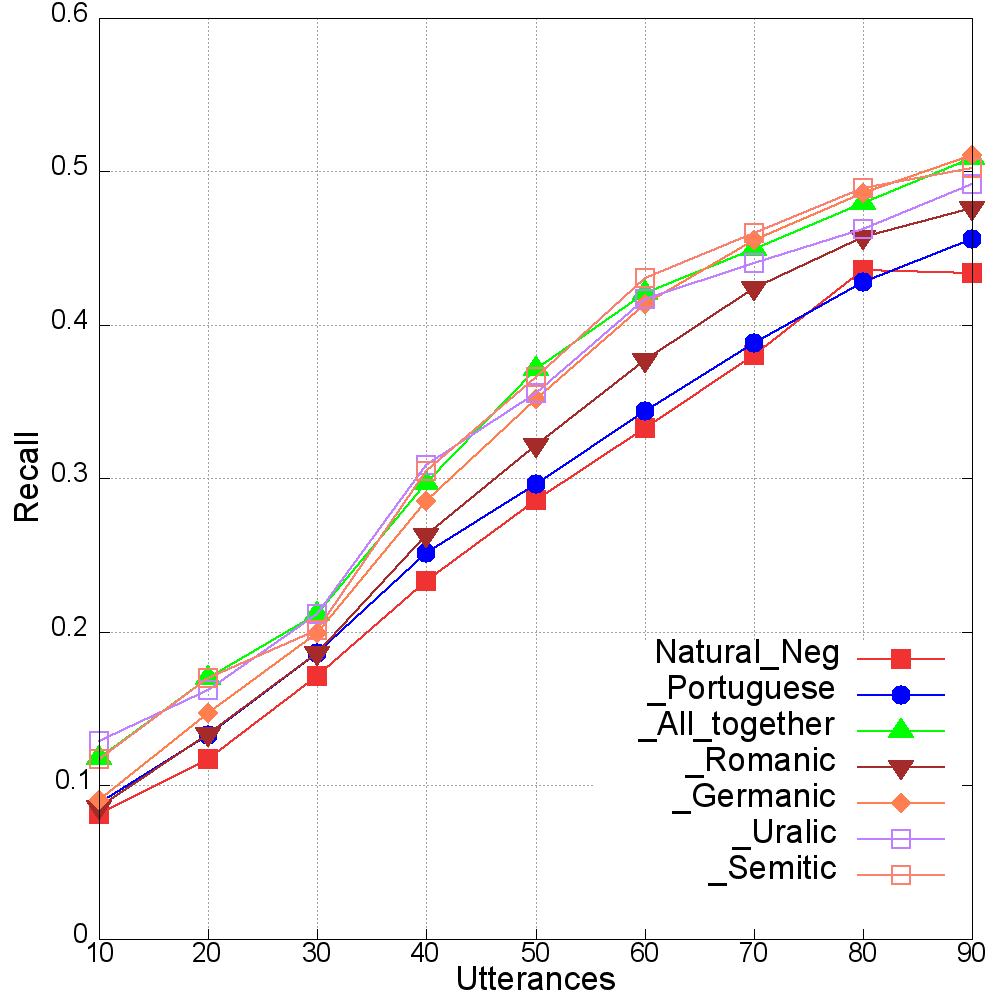 0.6
0.5
0.4
0.3
0.2
0.1
0
Recall
10 20 30 40 50 60 70 80 90
Utterances
Natural_Neg
_Portuguese
_All_together
_Romanic
_Germanic
_Uralic
_Semitic